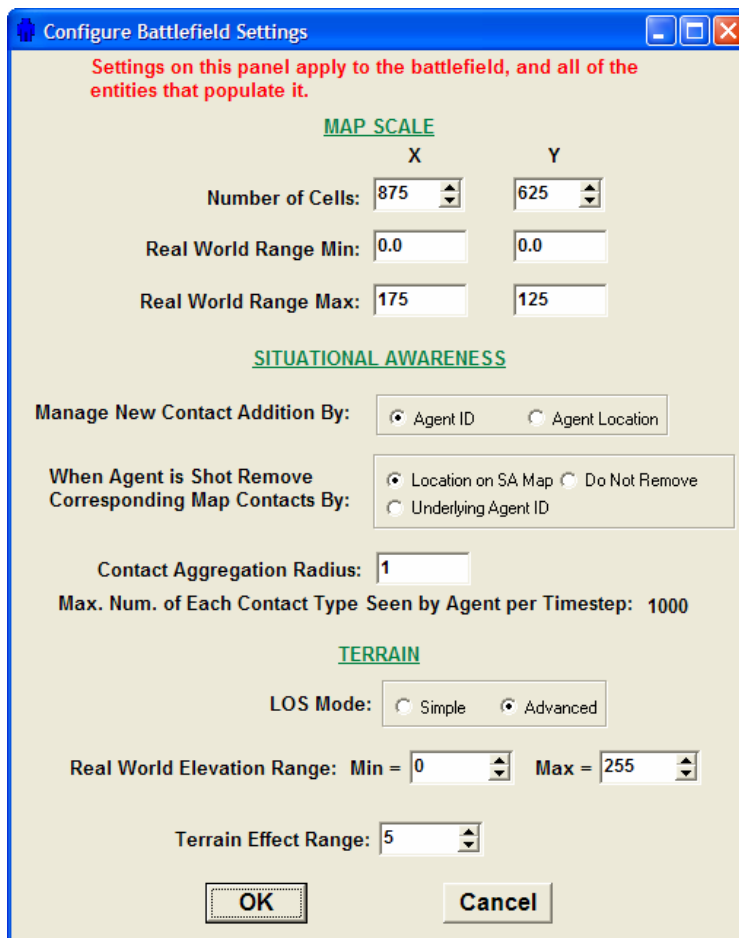 Configure Battlefield Settings
Settings on this panel apply to the battlefield, and all of the
entities that populate it.
MAP SCALE
X Y
Number of Cells: 875 625
Real World Range Min: 0.0 0.0
Real World Range Max: 175 125
SITUATIONAL AWARENESS
Manage New Contact Addition By: Agent ID Agent Location
When Agent is Shot Remove
Corresponding Map Contacts By:
Location on SA Map Do Not Remove
Underlying Agent ID
Contact Aggregation Radius: 1
Max. Num. of Each Contact Type Seen by Agent per Timestep: 1000
TERRAIN
LOS Mode: Simple Advanced
Real World Elevation Range: Min = 0 Max = 255
Terrain Effect Range: 5
OK Cancel